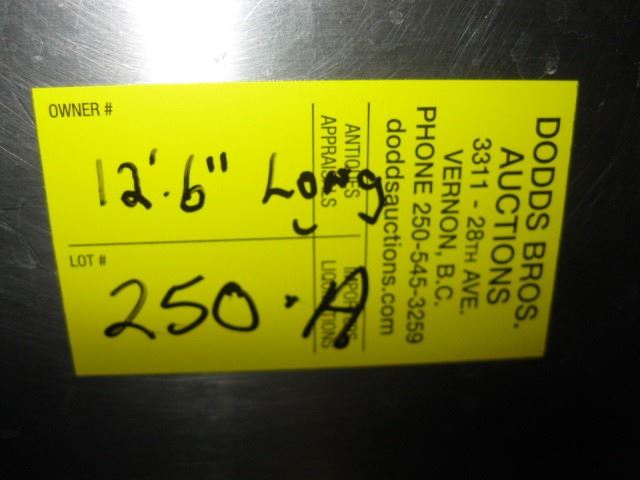 OWNER #
12'.6" Long
LOT #
250 - A
ANTIQUES
APPRAISALS
IMPORTERS
LIQUIDATIONS
DODDS BROS.
AUCTIONS
3311 - 28TH AVE.
VERNON, B.C.
PHONE 250-545-3259
doddsauctions.com